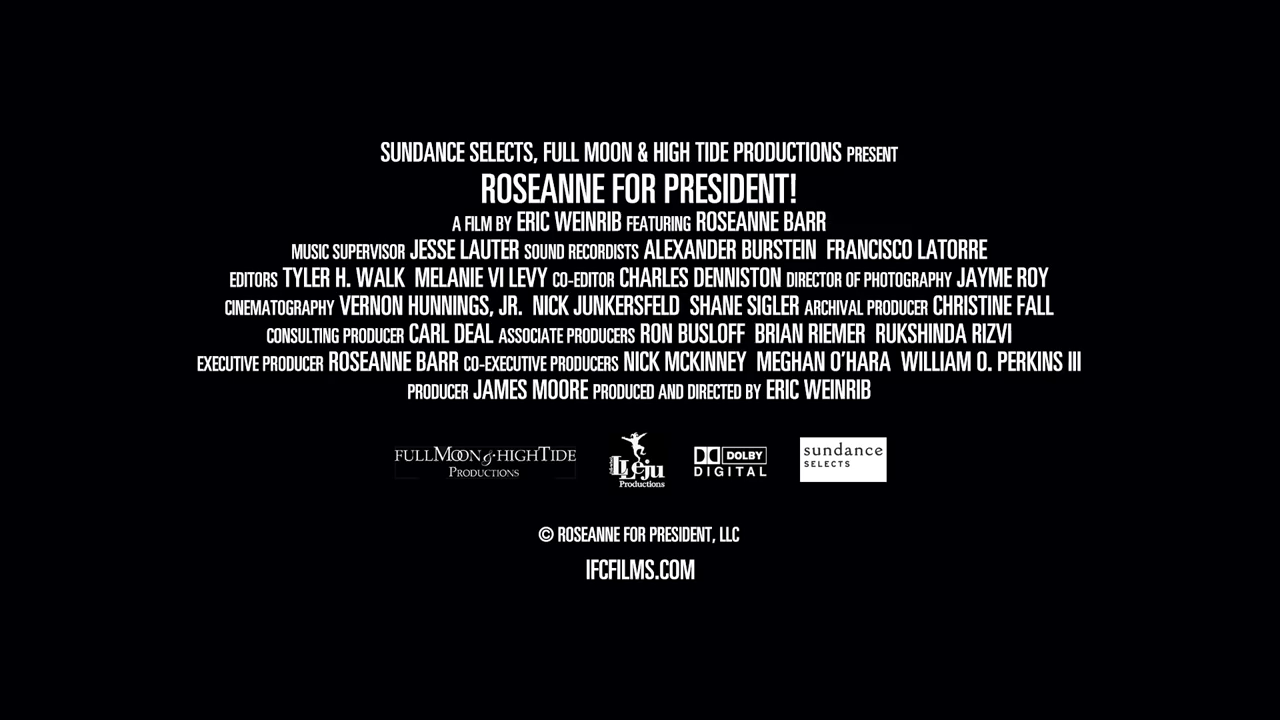 SUNDANCE SELECTS, FULL MOON & HIGH TIDE PRODUCTIONS PRESENT
ROSEANNE FOR PRESIDENT!
A FILM BY ERIC WEINRIB FEATURING ROSEANNE BARR
MUSIC SUPERVISOR JESSE LAUTER SOUND RECORDISTS ALEXANDER BURSTEIN FRANCISCO LATORRE
EDITORS TYLER H. WALK MELANIE VI LEVY CO-EDITOR CHARLES DENNISTON DIRECTOR OF PHOTOGRAPHY JAYME ROY
CINEMATOGRAPHY VERNON HUNNINGS, JR. NICK JUNKERSFELD SHANE SIGLER ARCHIVAL PRODUCER CHRISTINE FALL
CONSULTING PRODUCER CARL DEAL ASSOCIATE PRODUCERS RON BUSLOFF BRIAN RIEMER RUKSHINDA RIZVI
EXECUTIVE PRODUCER ROSEANNE BARR CO-EXECUTIVE PRODUCERS NICK MCKINNEY MEGHAN O'HARA WILLIAM O. PERKINS III
PRODUCER JAMES MOORE PRODUCED AND DIRECTED BY ERIC WEINRIB
FULLMOON & HIGHTIDE
PRODUCTIONS
Productions
DOLBY
DIGITAL
sundance
SELECTS
© ROSEANNE FOR PRESIDENT, LLC
IFCFILMS.COM